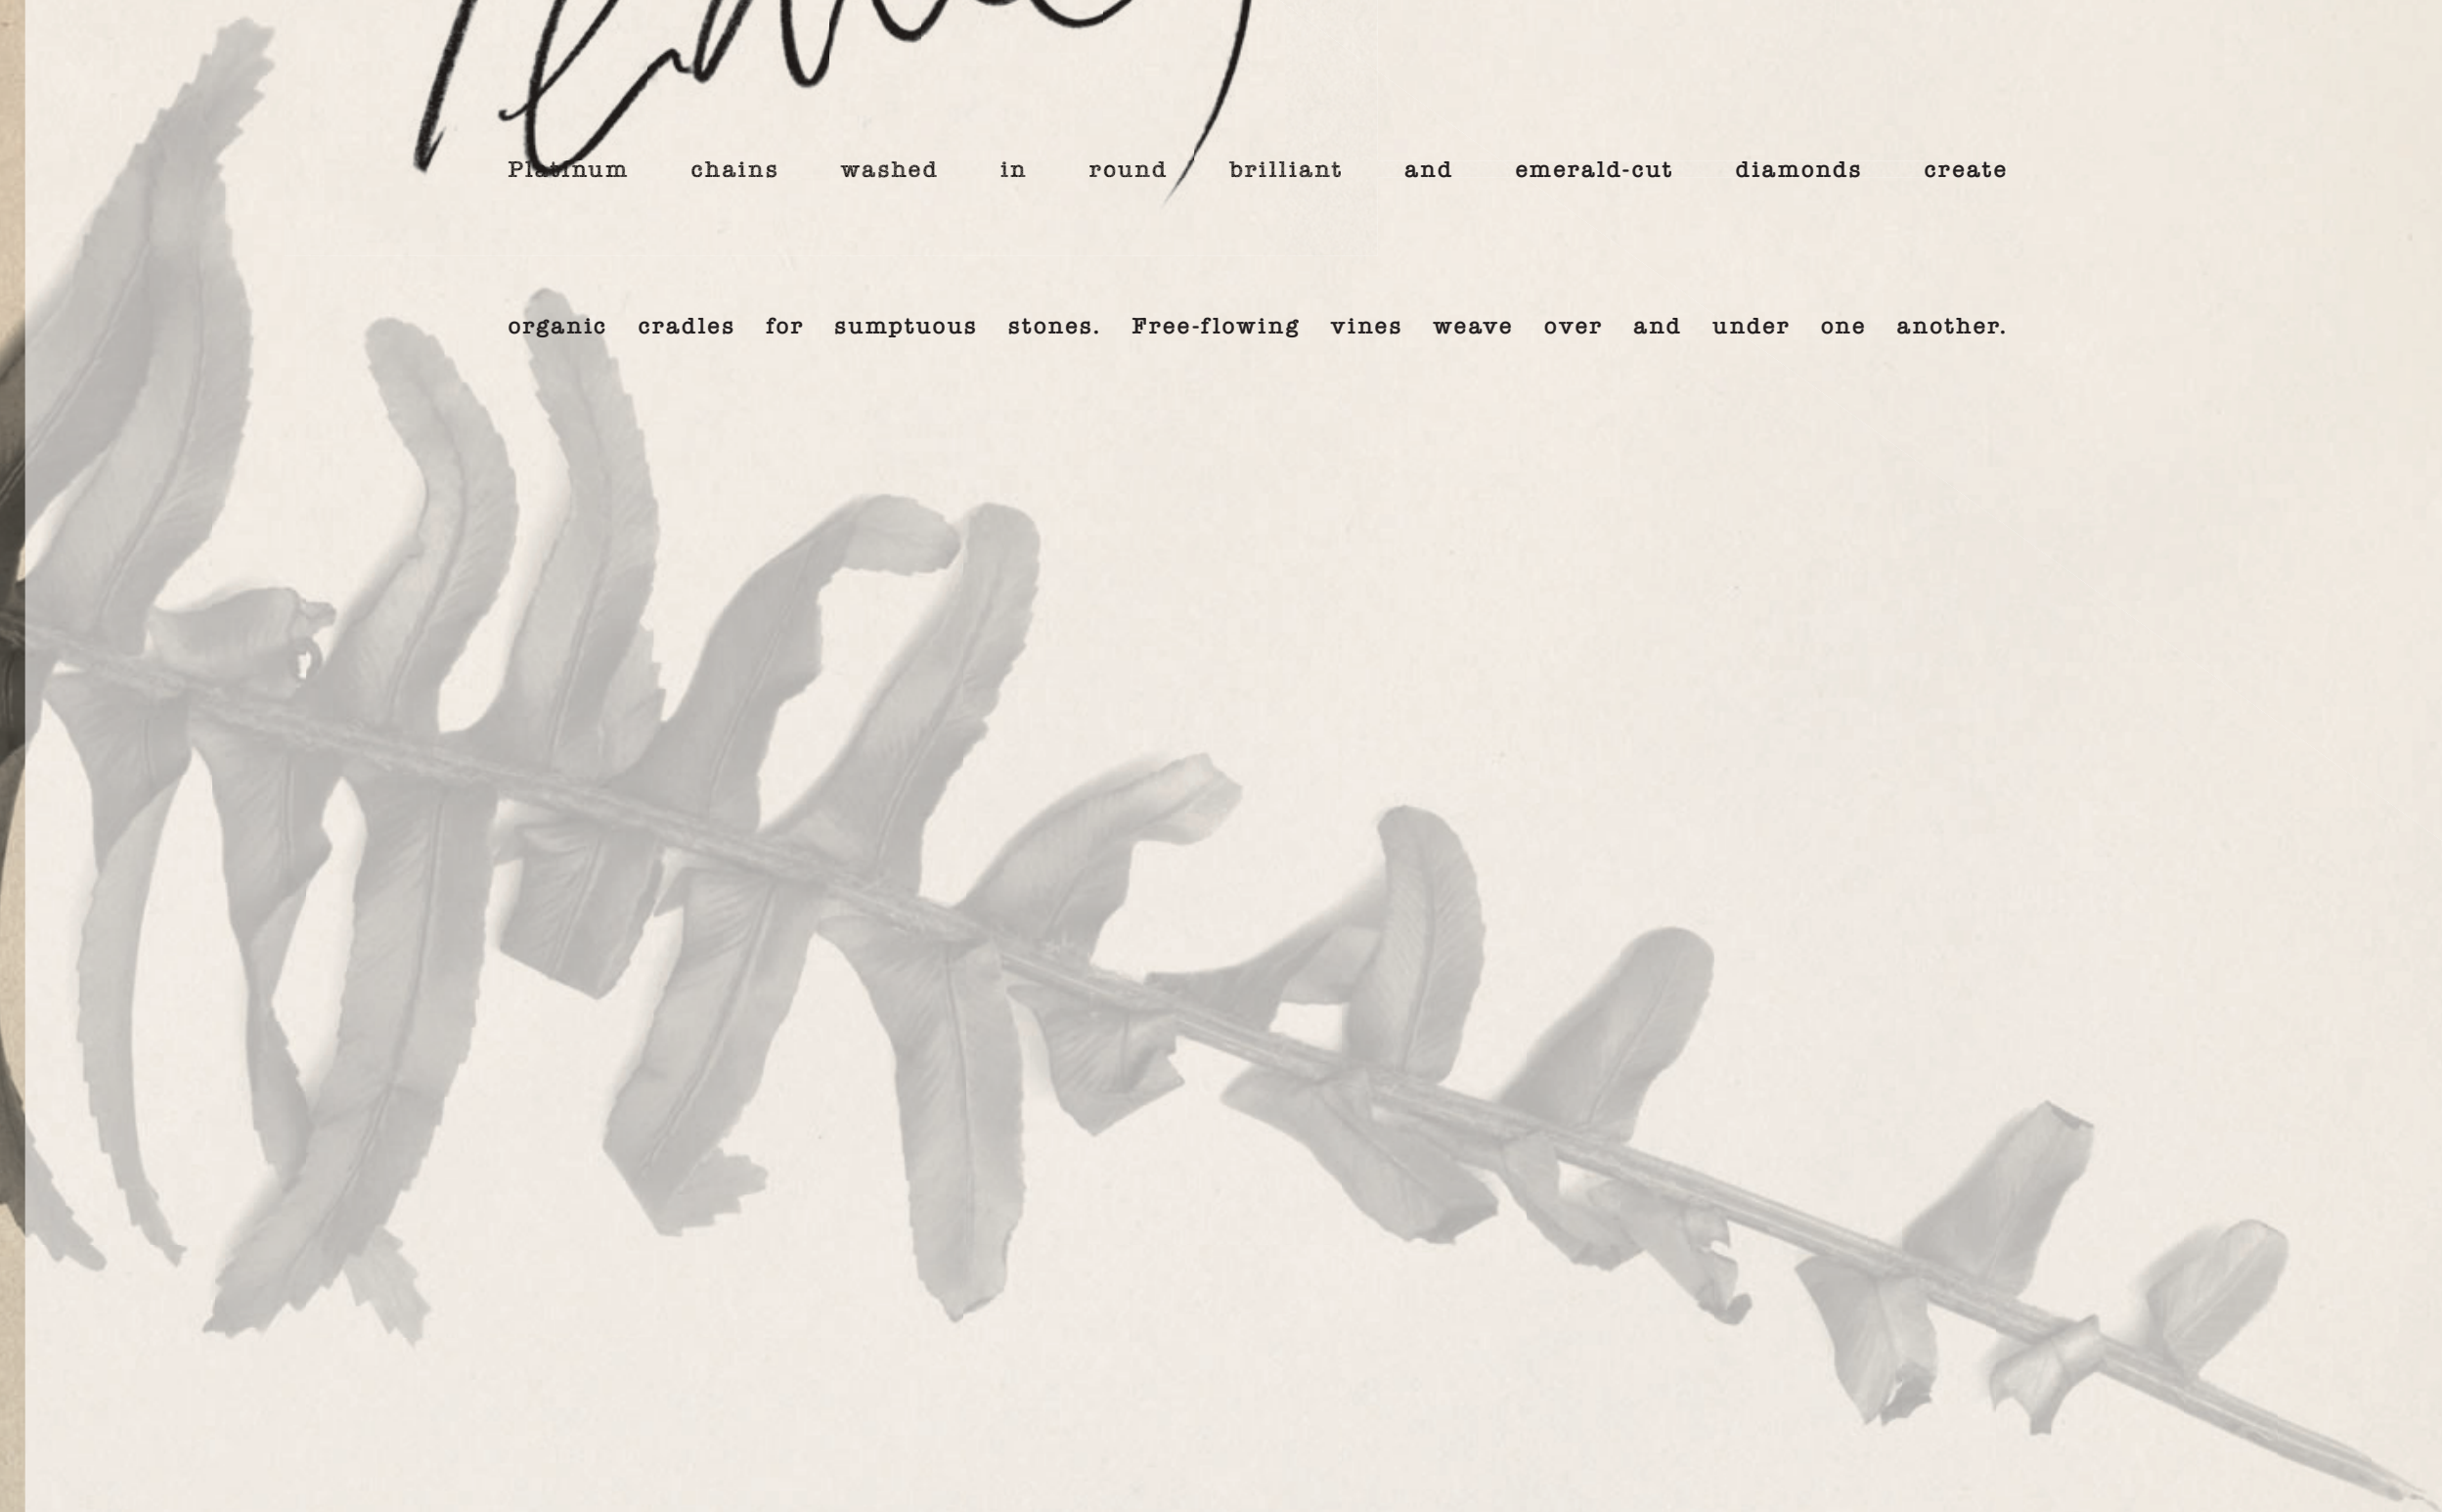 Platinum chains washed in round brilliant and emerald-cut diamonds create
organic cradles for sumptuous stones. Free-flowing vines weave over and under one another.